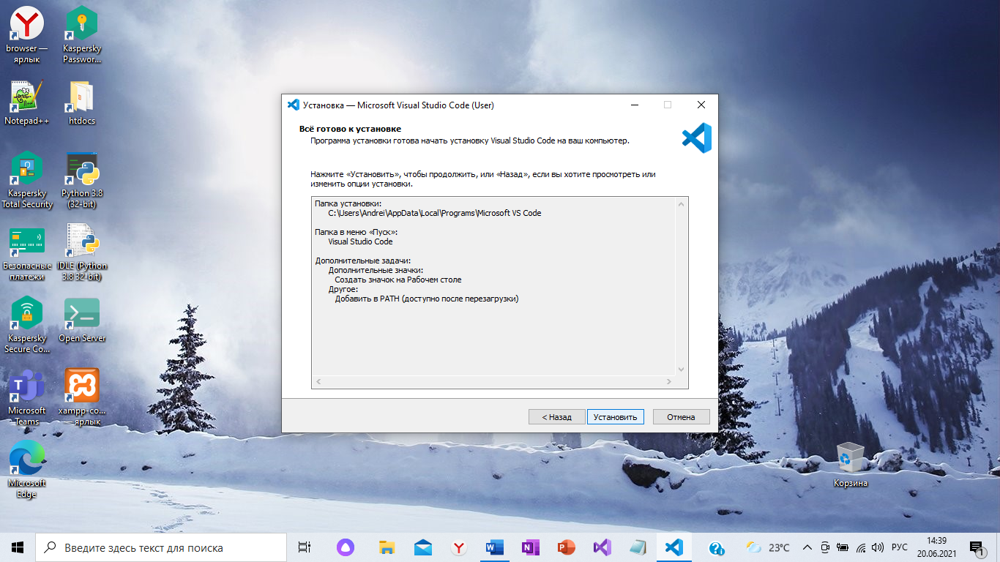 browser —
ярлык
Kaspersky
Passwor...
Notepad++
htdocs
Kaspersky
Total Security
Python 3.8
(32-bit)
Безопасные
платежи
IDLE (Python
3.8 32-bit)
Kaspersky
Secure Co...
Open Server
Microsoft
Teams
xampp-co...
— ярлык
Microsoft
Edge
Установка — Microsoft Visual Studio Code (User)
Всё готово к установке
Программа установки готова начать установку Visual Studio Code на ваш компьютер.
Нажмите «Установить», чтобы продолжить, или «Назад», если вы хотите просмотреть или
изменить опции установки.
Папка установки:
C:\Users\Andrei\AppData\Local\Programs\Microsoft VS Code
Папка в меню «Пуск»:
Visual Studio Code
Дополнительные задачи:
Дополнительные значки:
Создать значок на Рабочем столе
Другое:
Добавить в PATH (доступно после перезагрузки)
< Назад
Установить
Отмена
Корзина
Введите здесь текст для поиска
23°C
РУС
14:39
20.06.2021
1